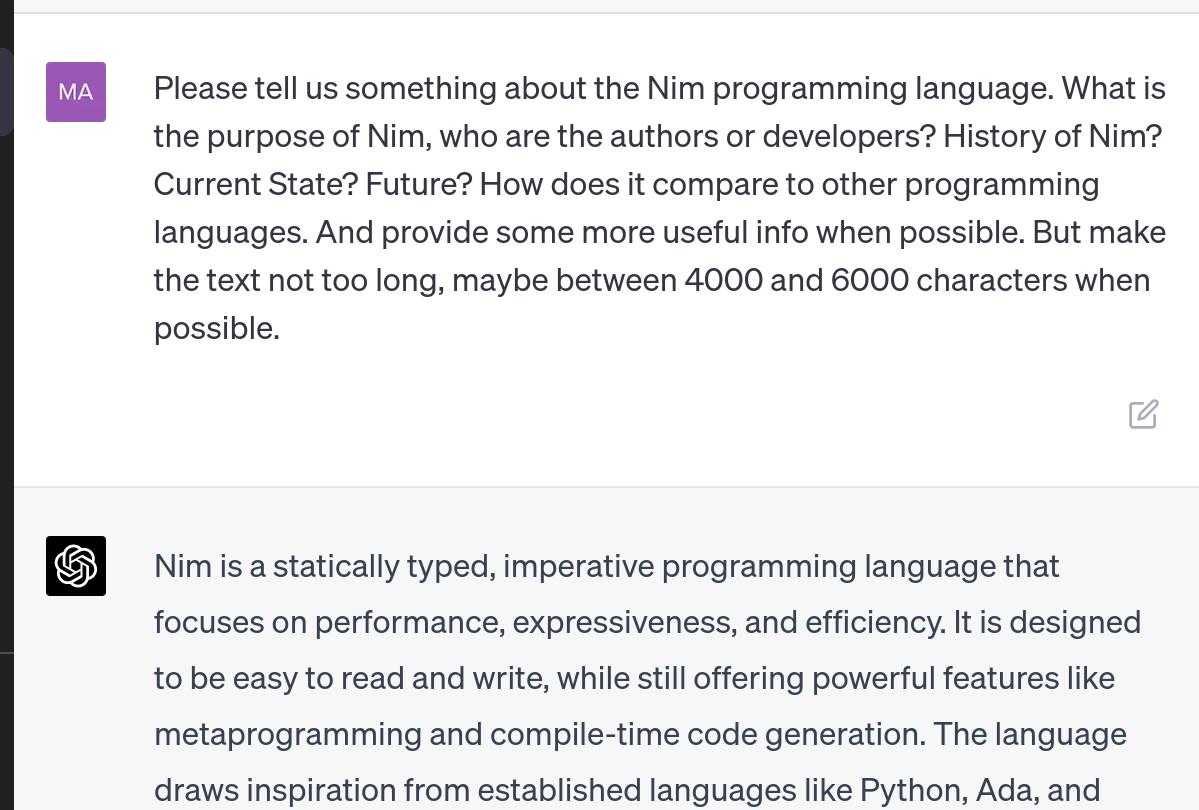 MA
Please tell us something about the Nim programming language. What is
the purpose of Nim, who are the authors or developers? History of Nim?
Current State? Future? How does it compare to other programming
languages. And provide some more useful info when possible. But make
the text not too long, maybe between 4000 and 6000 characters when
possible.
Nim is a statically typed, imperative programming language that
focuses on performance, expressiveness, and efficiency. It is designed
to be easy to read and write, while still offering powerful features like
metaprogramming and compile-time code generation. The language
draws inspiration from established languages like Python, Ada, and